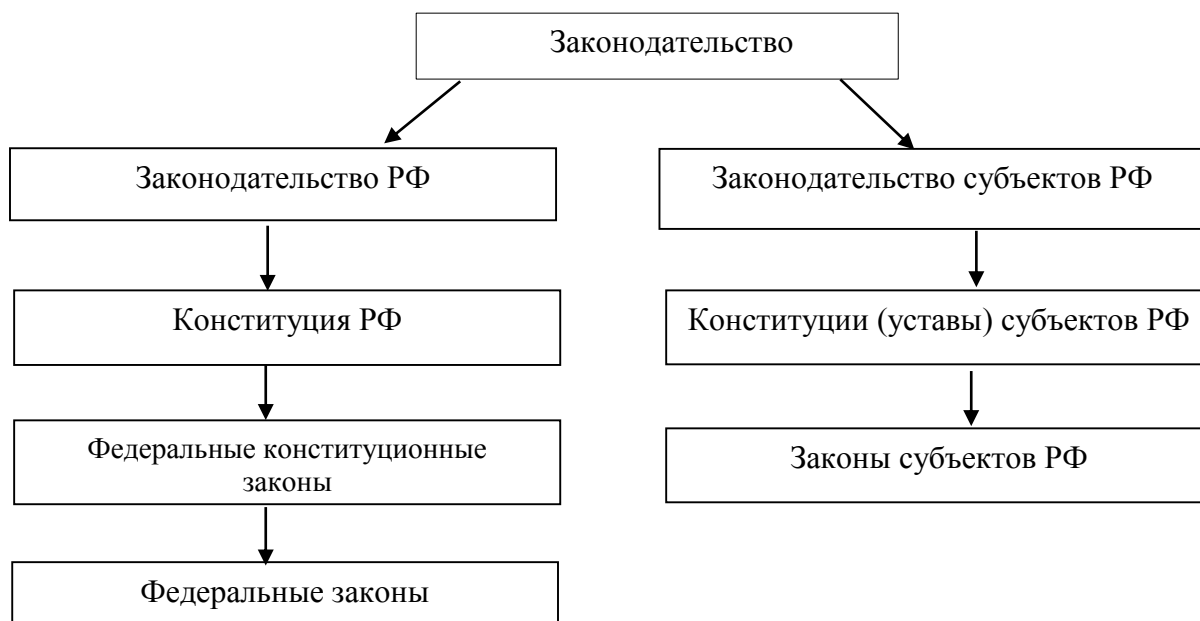 Законодательство
Законодательство РФ
Законодательство субъектов РФ
Конституция РФ
Конституции (уставы) субъектов РФ
Федеральные конституционные
законы
Законы субъектов РФ
Федеральные законы